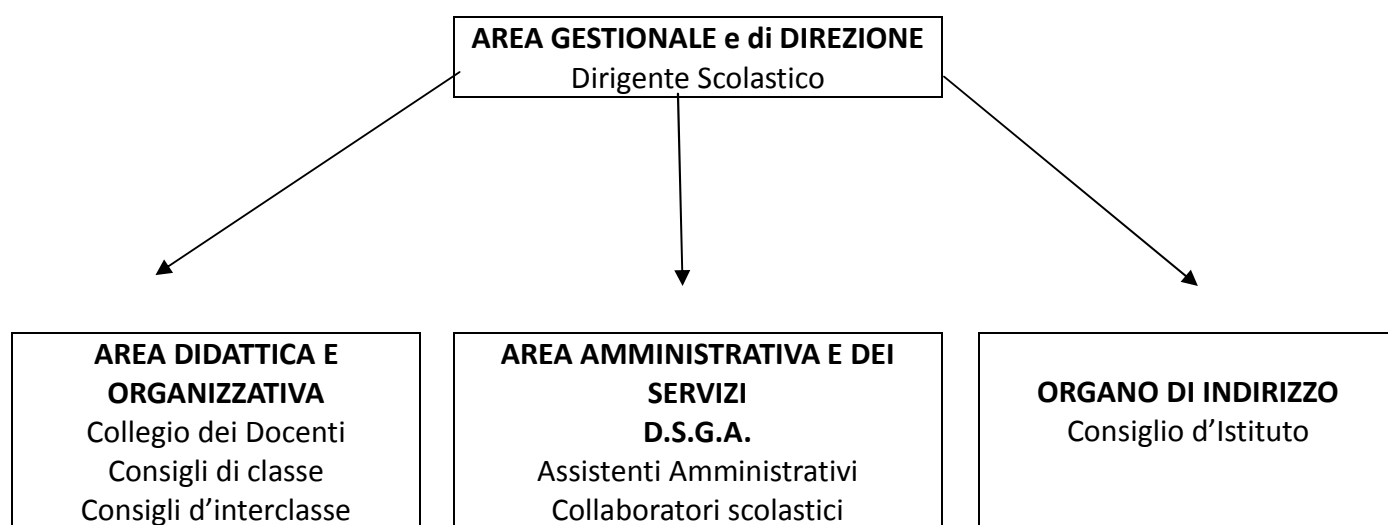 AREA GESTIONALE e di DIREZIONE
Dirigente Scolastico
AREA DIDATTICA E
ORGANIZZATIVA
Collegio dei Docenti
Consigli di classe
Consigli d’interclasse
AREA AMMINISTRATIVA E DEI
SERVIZI
D.S.G.A.
Assistenti Amministrativi
Collaboratori scolastici
ORGANO DI INDIRIZZO
Consiglio d’Istituto